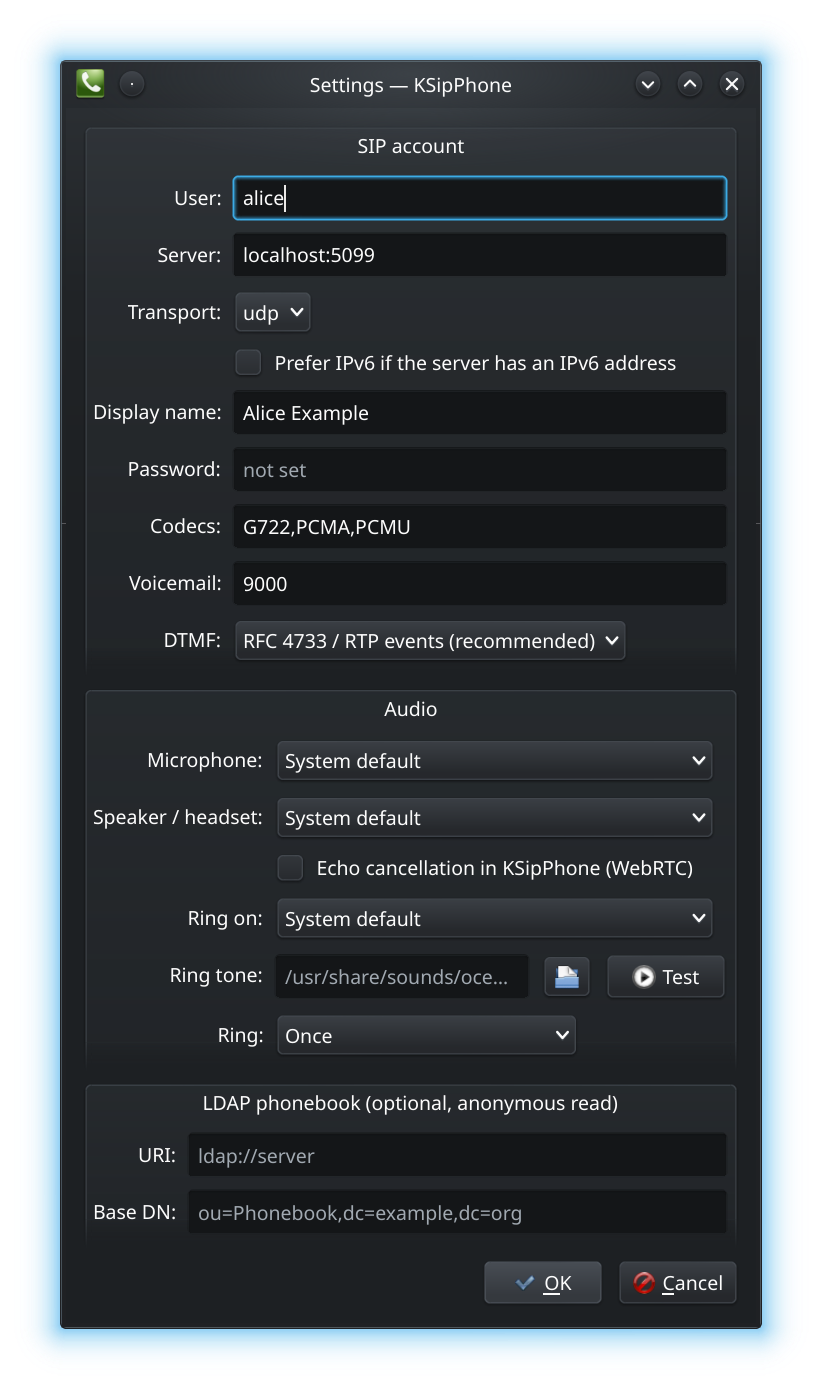 Settings — KSipPhone
SIP account
User: alice
Server: localhost:5099
Transport: udp
Prefer IPv6 if the server has an IPv6 address
Display name: Alice Example
Password: not set
Codecs: G722,PCMA,PCMU
Voicemail: 9000
DTMF: RFC 4733 / RTP events (recommended)
Audio
Microphone: System default
Speaker / headset: System default
Echo cancellation in KSipPhone (WebRTC)
Ring on: System default
Ring tone: /usr/share/sounds/oce... Test
Ring: Once
LDAP phonebook (optional, anonymous read)
URI: ldap://server
Base DN: ou=Phonebook,dc=example,dc=org
OK Cancel